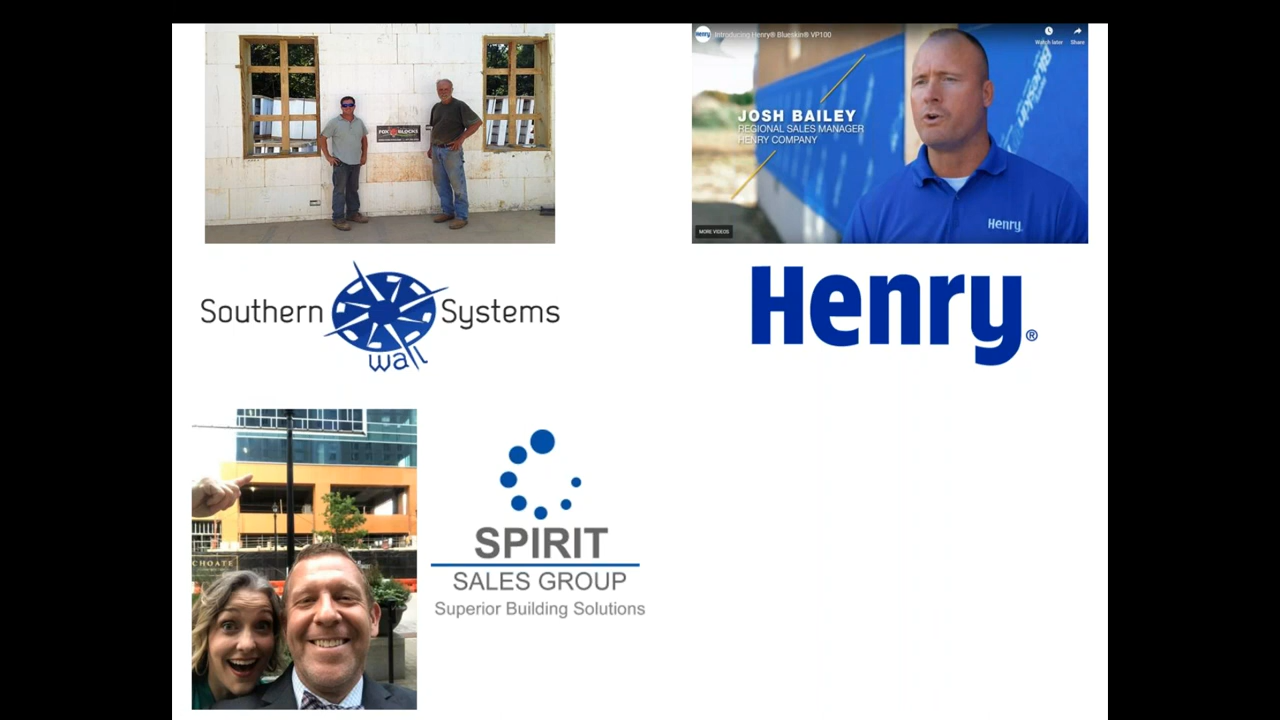 FOX BLOCKS
Henry
Introducing Henry® Blueskin® VP100
Watch later
Share
JOSH BAILEY
REGIONAL SALES MANAGER
HENRY COMPANY
Henry
MORE VIDEOS
Southern Systems
wall
Henry®
CHOATE
SPIRIT
SALES GROUP
Superior Building Solutions